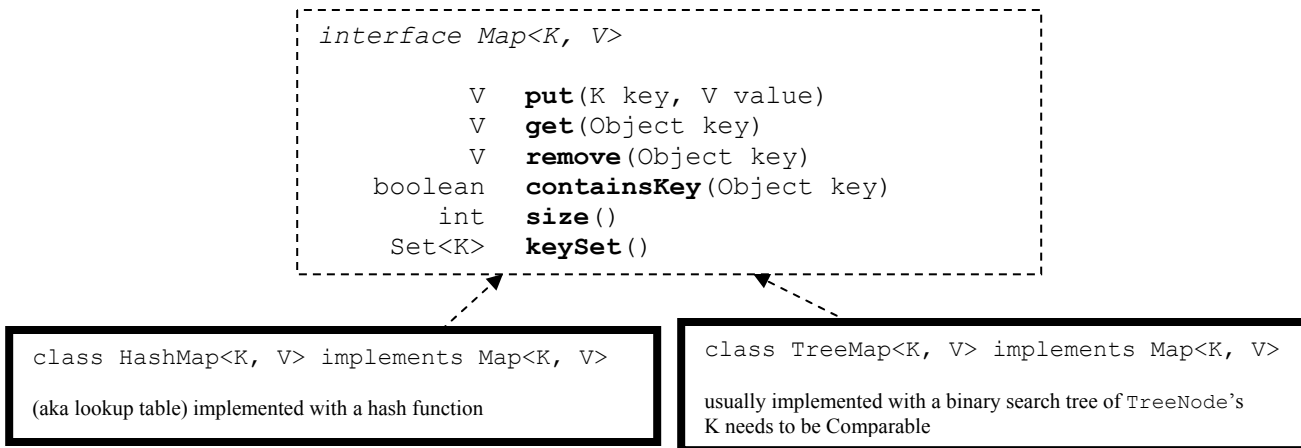 interface Map<K, V>
V put(K key, V value)
V get(Object key)
V remove(Object key)
boolean containsKey(Object key)
int size()
Set<K> keySet()
class HashMap<K, V> implements Map<K, V>
(aka lookup table) implemented with a hash function
class TreeMap<K, V> implements Map<K, V>
usually implemented with a binary search tree of TreeNode's
K needs to be Comparable